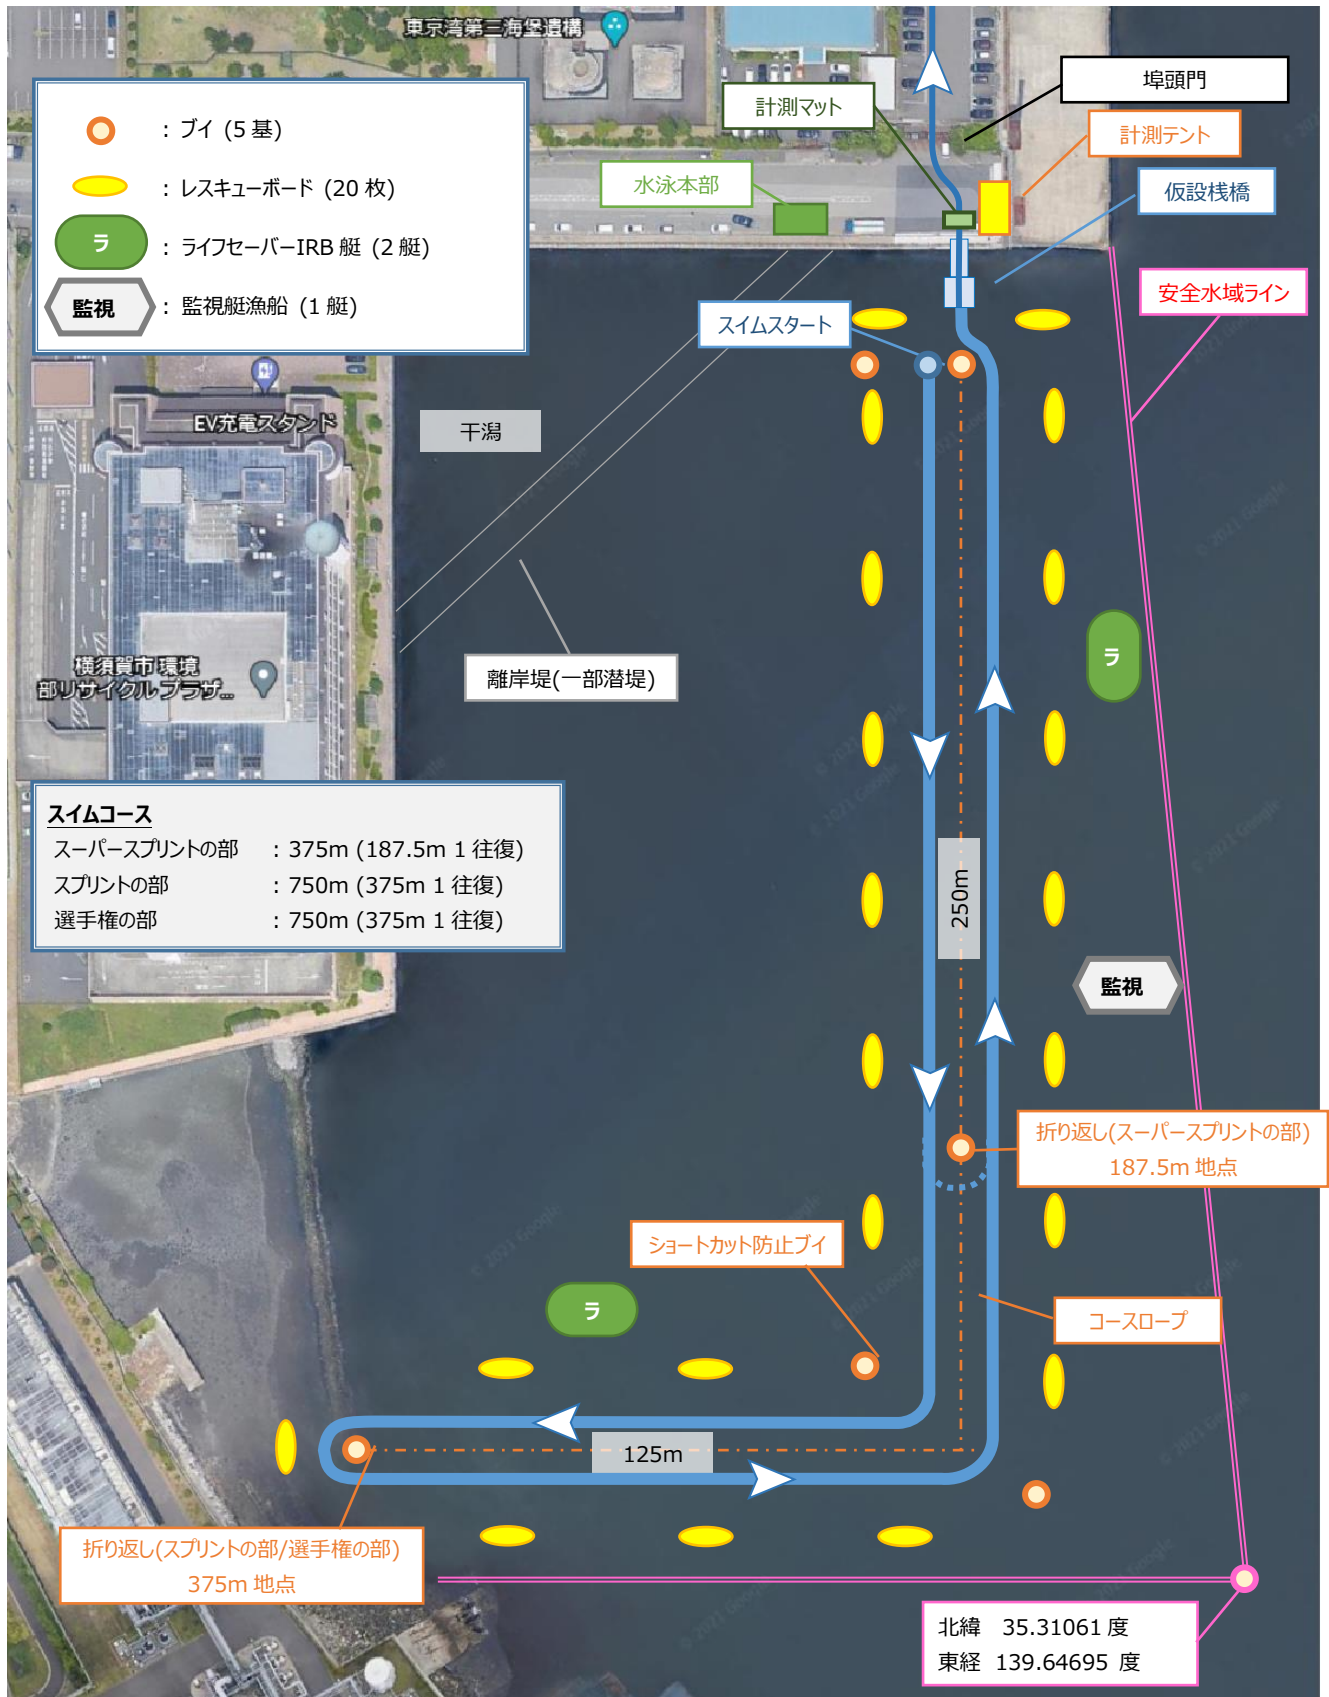 東京湾第三海堡遺構
埠頭門
計測マット
計測テント
: ブイ (5 基)
: レスキューボード (20 枚)
ラ
: ライフセーバーIRB 艇 (2 艇)
監視
: 監視艇漁船 (1 艇)
水泳本部
仮設桟橋
安全水域ライン
スイムスタート
EV充電スタンド
干潟
横須賀市 環境
部リサイクル プラザ...
離岸堤(一部潜堤)
ラ
スイムコース
スーパースプリントの部 : 375m (187.5m 1 往復)
スプリントの部 : 750m (375m 1 往復)
選手権の部 : 750m (375m 1 往復)
250m
監視
折り返し(スーパースプリントの部)
187.5m 地点
ショートカット防止ブイ
ラ
コースロープ
125m
折り返し(スプリントの部/選手権の部)
375m 地点
北緯 35.31061 度
東経 139.64695 度
© 2021 Google
© 2021 Google
© 2021 Google
© 2021 Google
© 2021 Google